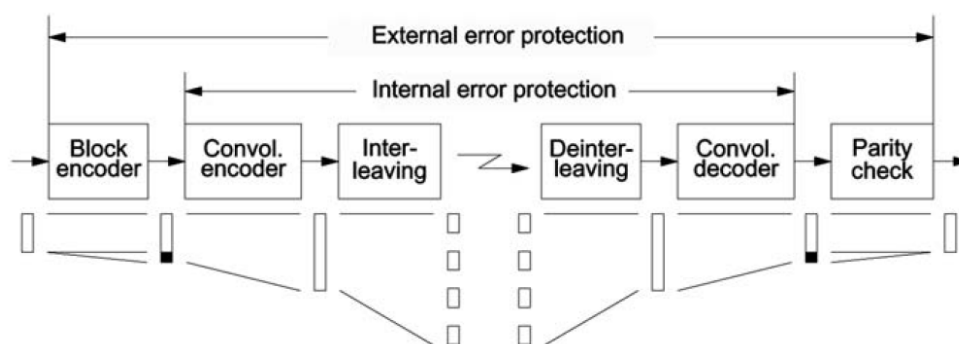 External error protection
Internal error protection
Block
encoder
Convol.
encoder
Inter-
leaving
Deinter-
leaving
Convol.
decoder
Parity
check